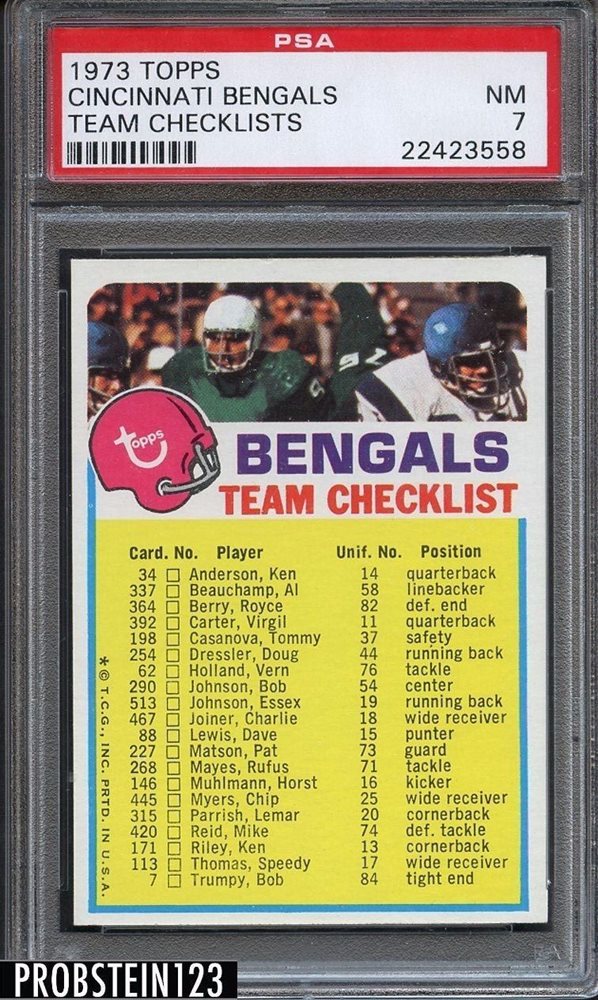 PSA
1973 TOPPS
CINCINNATI BENGALS NM
TEAM CHECKLISTS 7
22423558
topps
BENGALS
TEAM CHECKLIST
Card. No. Player Unif. No. Position
34 Anderson, Ken 14 quarterback
337 Beauchamp, Al 58 linebacker
364 Berry, Royce 82 def. end
392 Carter, Virgil 11 quarterback
198 Casanova, Tommy 37 safety
254 Dressler, Doug 44 running back
62 Holland, Vern 76 tackle
290 Johnson, Bob 54 center
513 Johnson, Essex 19 running back
467 Joiner, Charlie 18 wide receiver
88 Lewis, Dave 15 punter
227 Matson, Pat 73 guard
268 Mayes, Rufus 71 tackle
146 Muhlmann, Horst 16 kicker
445 Myers, Chip 25 wide receiver
315 Parrish, Lemar 20 cornerback
420 Reid, Mike 74 def. tackle
171 Riley, Ken 13 cornerback
113 Thomas, Speedy 17 wide receiver
7 Trumpy, Bob 84 tight end
* © T.C.G., INC. PRTD. IN U.S.A.
PROBSTEIN123